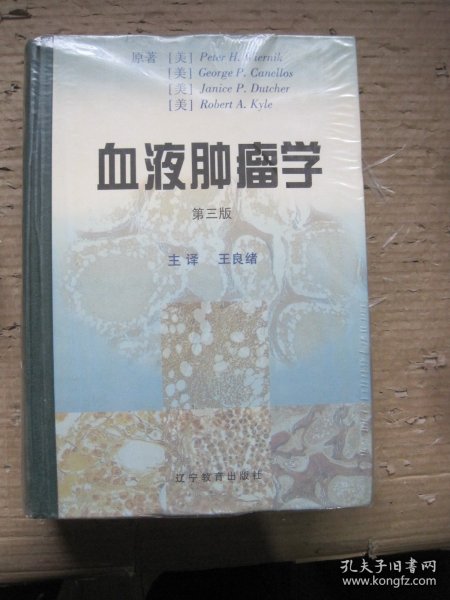 原著 [美] Peter H. Wiernik
[美] George P. Canellos
[美] Janice P. Dutcher
[美] Robert A. Kyle
血液肿瘤学
第三版
主译 王良绪
辽宁教育出版社
孔夫子旧书网
www.kongfz.com